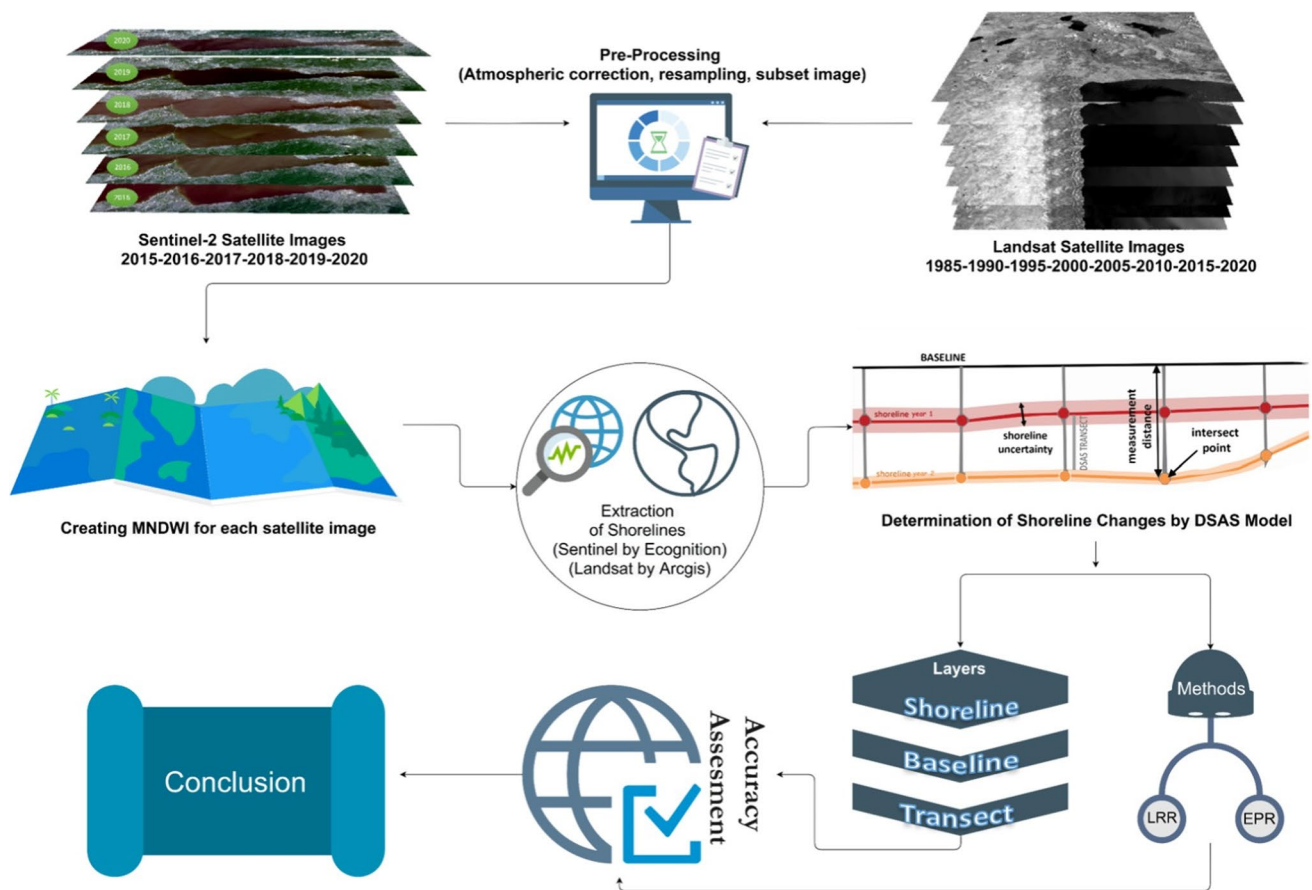 2020
2019
2018
2017
2016
2015
Sentinel-2 Satellite Images
2015-2016-2017-2018-2019-2020
Pre-Processing
(Atmospheric correction, resampling, subset image)
Landsat Satellite Images
1985-1990-1995-2000-2005-2010-2015-2020
Creating MNDWI for each satellite image
Extraction
of Shorelines
(Sentinel by Ecognition)
(Landsat by Arcgis)
BASELINE
shoreline year 1
shoreline
uncertainty
DSAS TRANSECT
measurement
distance
intersect
point
shoreline year 2
Determination of Shoreline Changes by DSAS Model
Layers
Shoreline
Baseline
Transect
Methods
LRR
EPR
Accuracy
Assesment
Conclusion